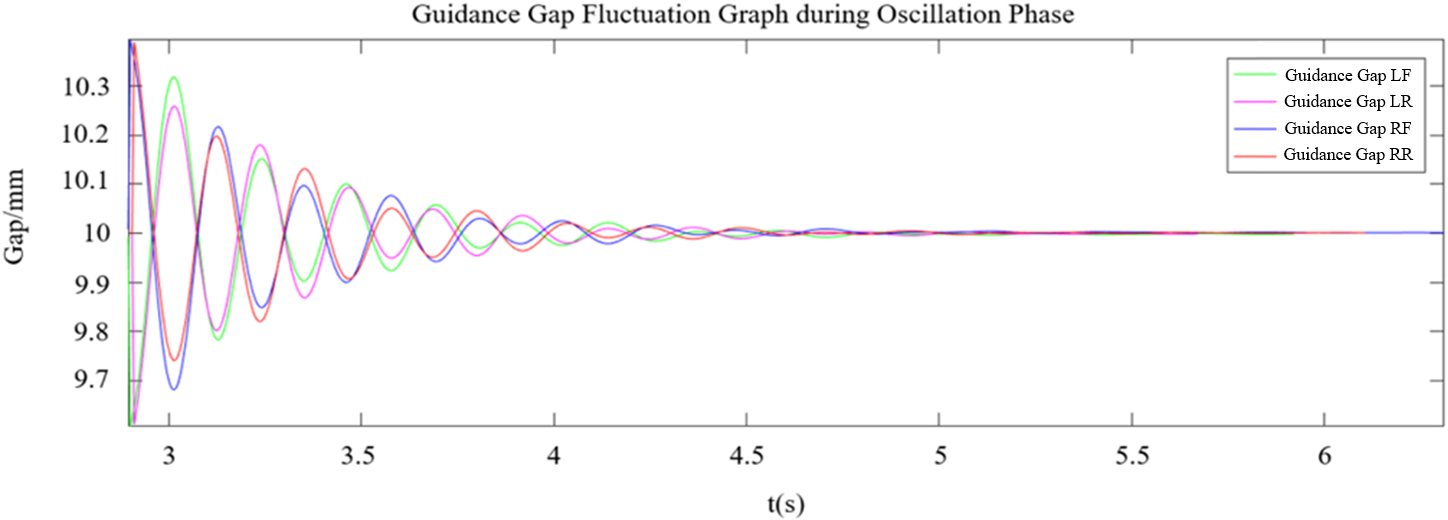 Guidance Gap Fluctuation Graph during Oscillation Phase
Gap/mm
10.3
10.2
10.1
10
9.9
9.8
9.7
Guidance Gap LF
Guidance Gap LR
Guidance Gap RF
Guidance Gap RR
3 3.5 4 4.5 5 5.5 6
t(s)